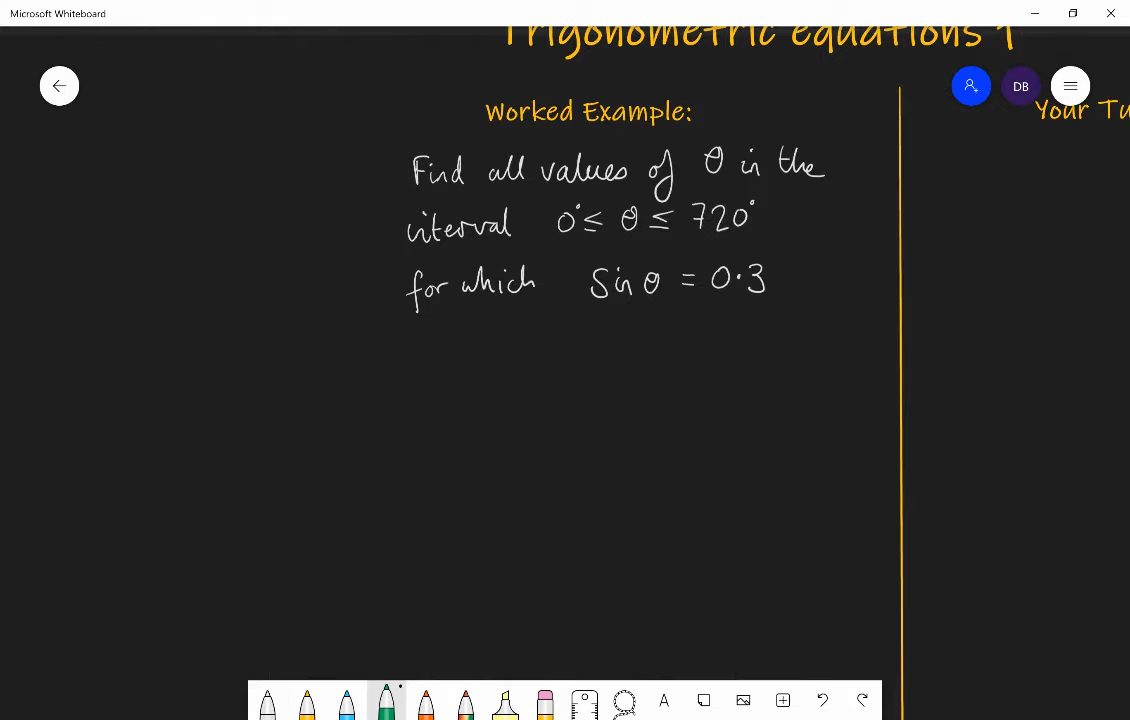 Microsoft Whiteboard
Trigonometric equations 1
DB
Worked Example:
Your
Find all values of θ in the
interval 0° ≤ θ ≤ 720°
for which Sin θ = 0.3
A